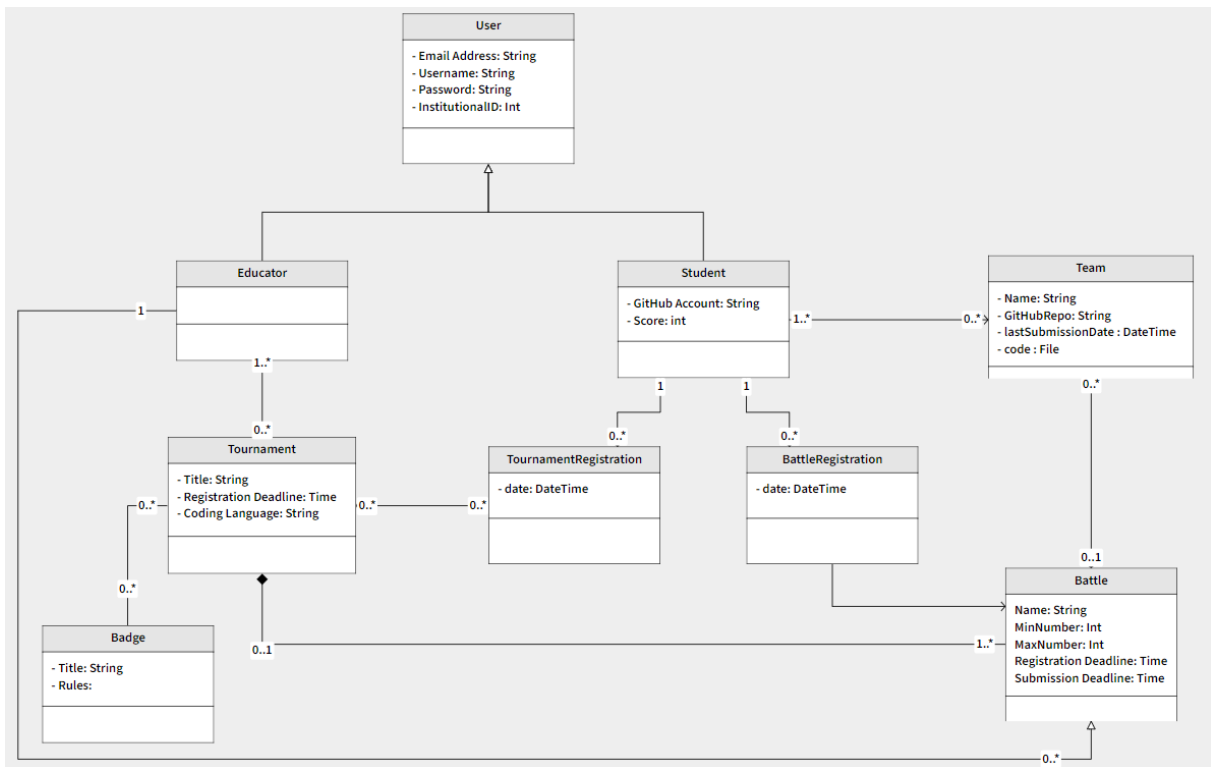 User
- Email Address: String
- Username: String
- Password: String
- InstitutionalID: Int
Educator
1
1..*
Student
- GitHub Account: String
- Score: int
1..*
0..*
1
1
Team
- Name: String
- GitHubRepo: String
- lastSubmissionDate : DateTime
- code : File
0..*
0..*
Tournament
- Title: String
- Registration Deadline: Time
- Coding Language: String
0..*
0..*
0..*
0..*
TournamentRegistration
- date: DateTime
0..*
BattleRegistration
- date: DateTime
0..*
0..*
Badge
- Title: String
- Rules:
0..1
0..1
Battle
Name: String
MinNumber: Int
MaxNumber: Int
Registration Deadline: Time
Submission Deadline: Time
1..*
0..*